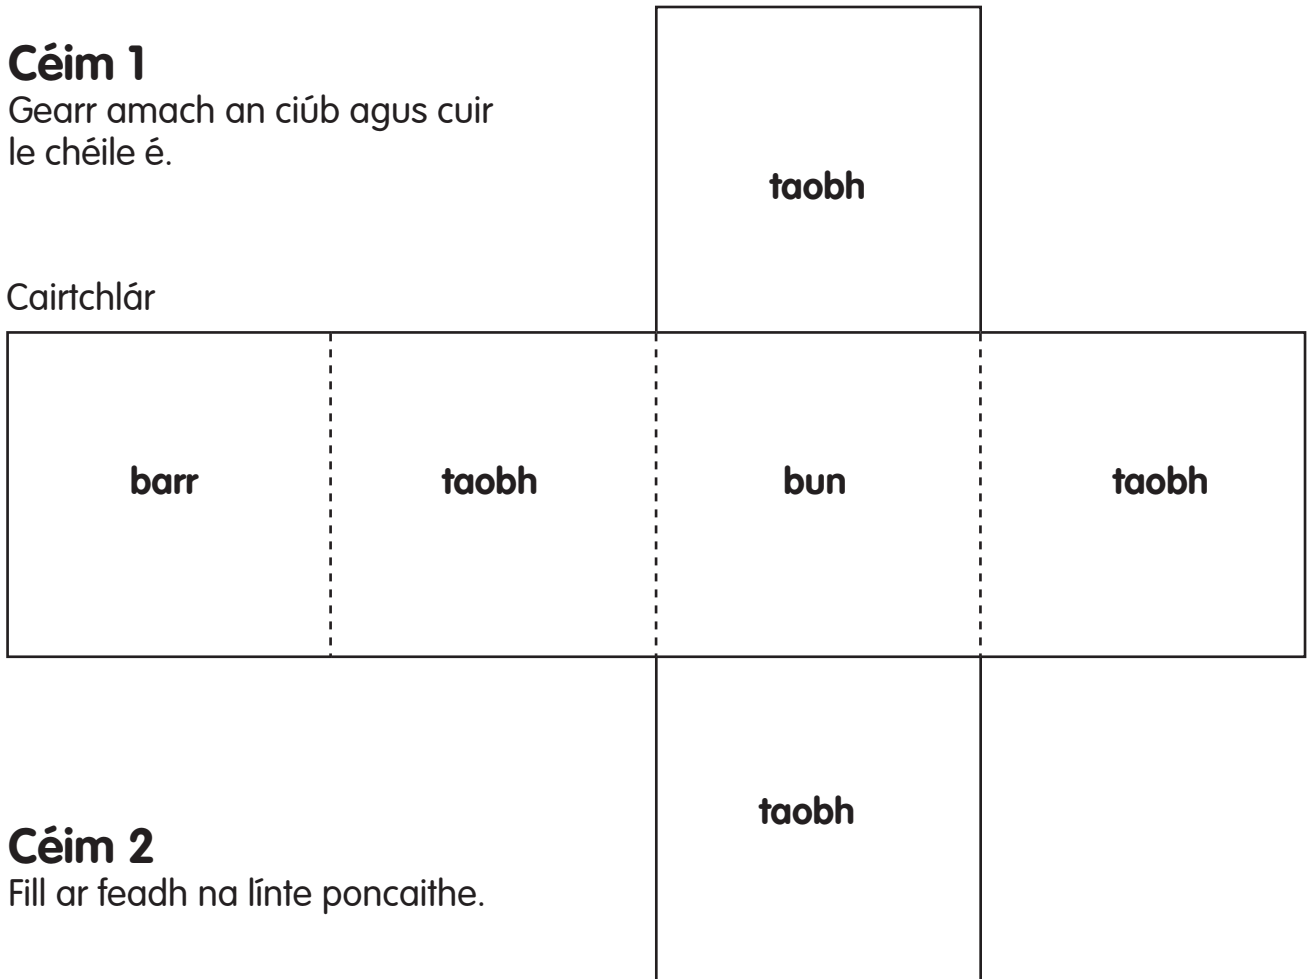 Céim 1
Gearr amach an ciúb agus cuir
le chéile é.
taobh
Cairtchlár
barr
taobh
bun
taobh
taobh
Céim 2
Fill ar feadh na línte poncaithe.